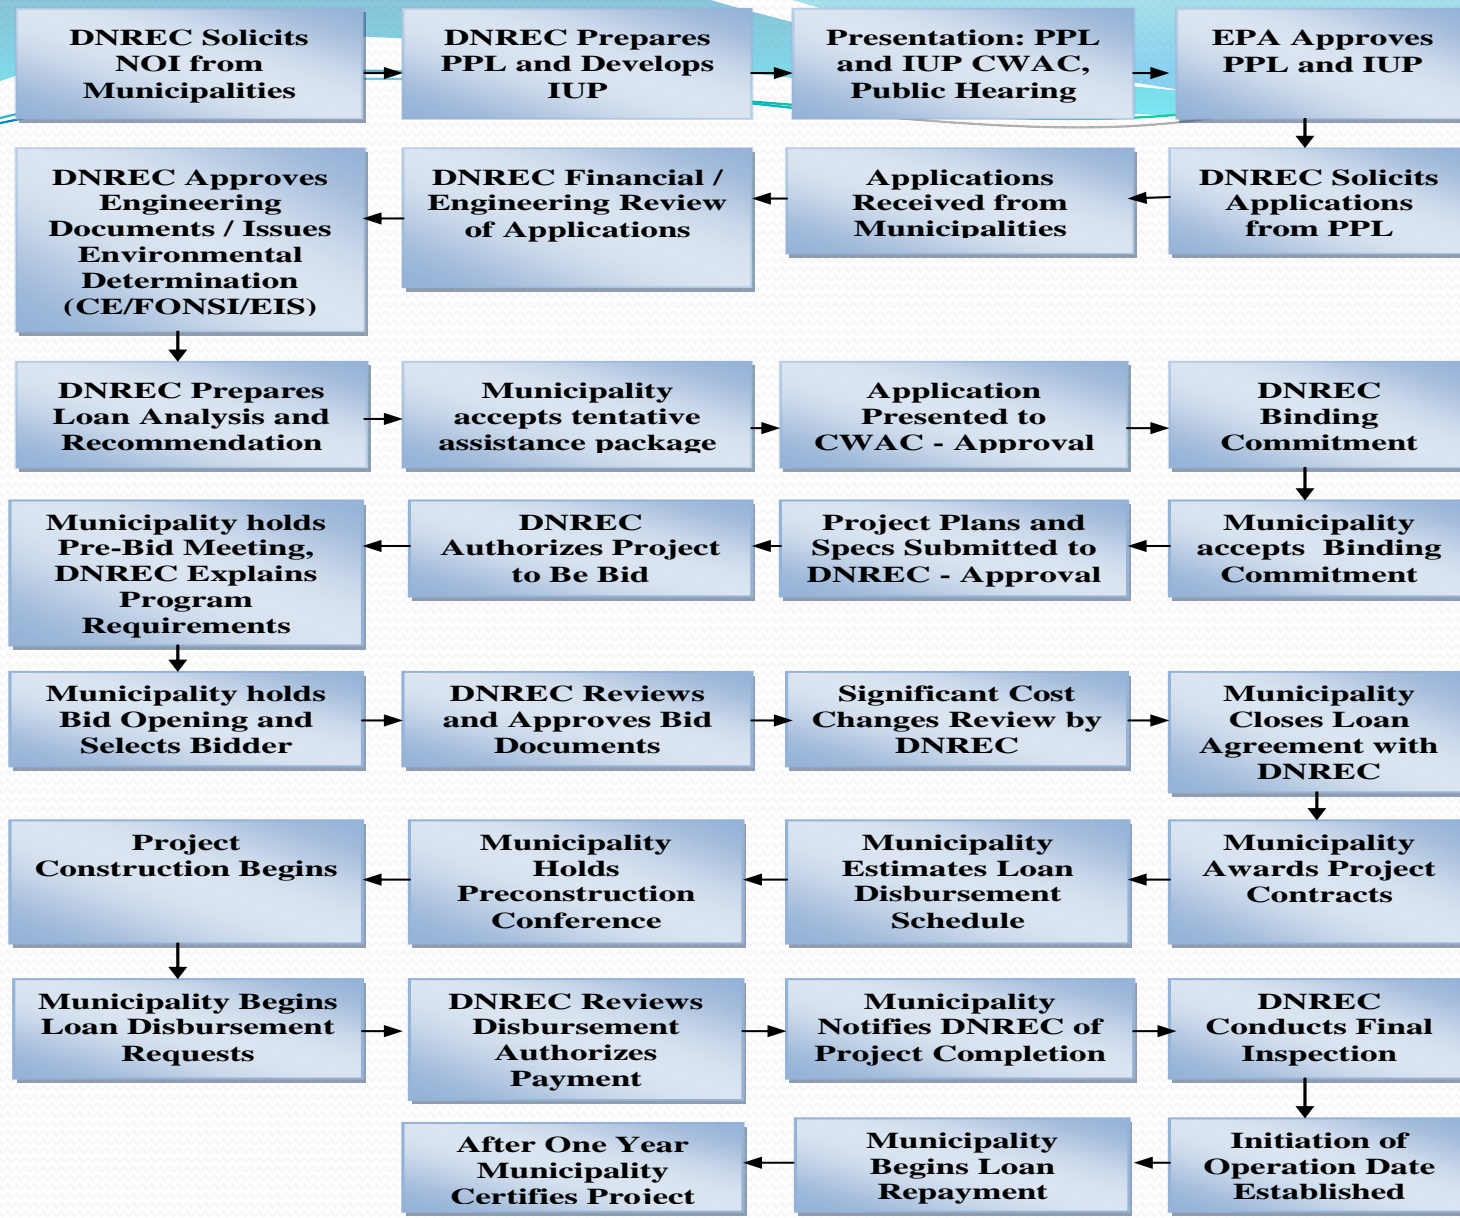 DNREC Solicits
NOI from
Municipalities
DNREC Prepares
PPL and Develops
IUP
Presentation: PPL
and IUP CWAC,
Public Hearing
EPA Approves
PPL and IUP
DNREC Solicits
Applications
from PPL
Applications
Received from
Municipalities
DNREC Financial /
Engineering Review
of Applications
DNREC Approves
Engineering
Documents / Issues
Environmental
Determination
(CE/FONSI/EIS)
DNREC Prepares
Loan Analysis and
Recommendation
Municipality
accepts tentative
assistance package
Application
Presented to
CWAC - Approval
DNREC
Binding
Commitment
Municipality
accepts  Binding
Commitment
Project Plans and
Specs Submitted to
DNREC - Approval
DNREC
Authorizes Project
to Be Bid
Municipality holds
Pre-Bid Meeting,
DNREC Explains
Program
Requirements
Municipality holds
Bid Opening and
Selects Bidder
DNREC Reviews
and Approves Bid
Documents
Significant Cost
Changes Review by
DNREC
Municipality
Closes Loan
Agreement with
DNREC
Municipality
Awards Project
Contracts
Municipality
Estimates Loan
Disbursement
Schedule
Municipality
Holds
Preconstruction
Conference
Project
Construction Begins
Municipality Begins
Loan Disbursement
Requests
DNREC Reviews
Disbursement
Authorizes
Payment
Municipality
Notifies DNREC of
Project Completion
DNREC
Conducts Final
Inspection
Initiation of
Operation Date
Established
Municipality
Begins Loan
Repayment
After One Year
Municipality
Certifies Project